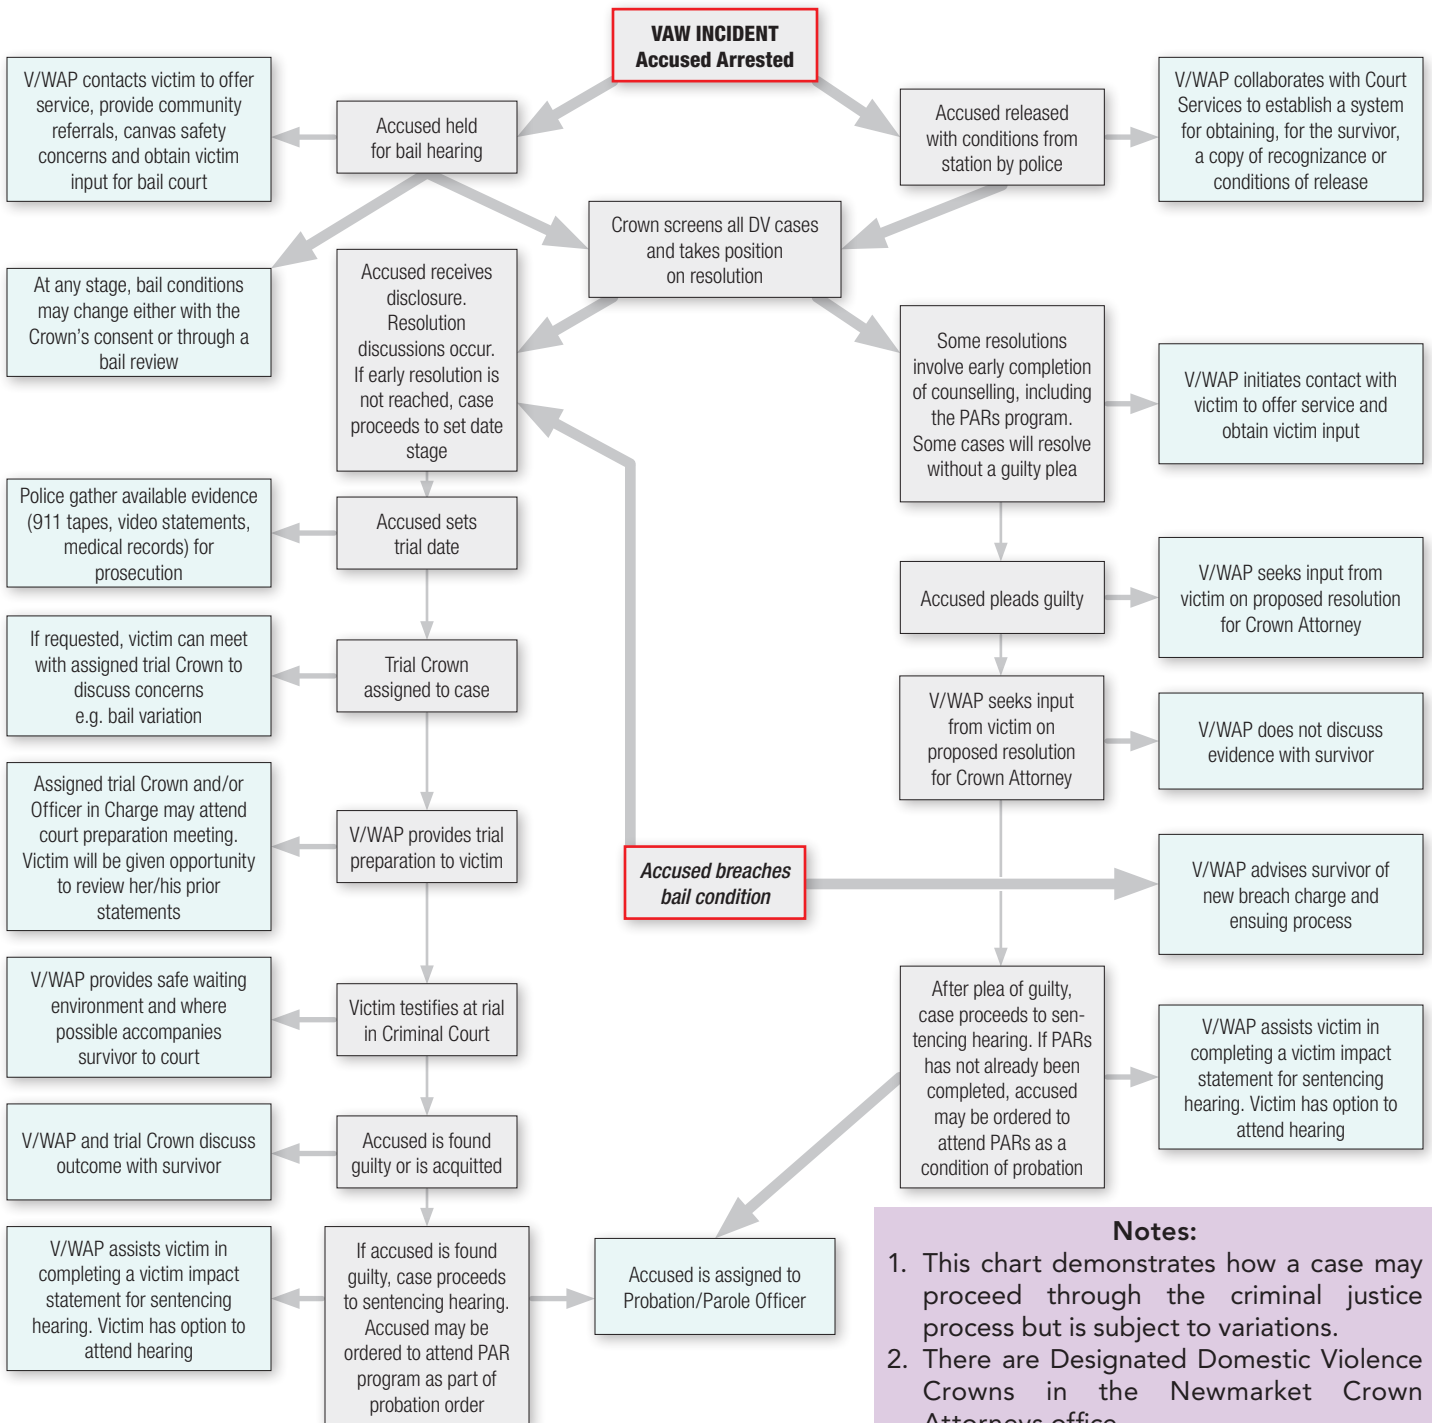 VAW INCIDENT
Accused Arrested
V/WAP contacts victim to offer
service, provide community
referrals, canvas safety
concerns and obtain victim
input for bail court
Accused held
for bail hearing
Accused released
with conditions from
station by police
V/WAP collaborates with Court
Services to establish a system
for obtaining, for the survivor,
a copy of recognizance or
conditions of release
Crown screens all DV cases
and takes position
on resolution
At any stage, bail conditions
may change either with the
Crown's consent or through a
bail review
Accused receives
disclosure.
Resolution
discussions occur.
If early resolution is
not reached, case
proceeds to set date
stage
Some resolutions
involve early completion
of counselling, including
the PARs program.
Some cases will resolve
without a guilty plea
V/WAP initiates contact with
victim to offer service and
obtain victim input
Police gather available evidence
(911 tapes, video statements,
medical records) for
prosecution
Accused sets
trial date
Accused pleads guilty
V/WAP seeks input from
victim on proposed resolution
for Crown Attorney
If requested, victim can meet
with assigned trial Crown to
discuss concerns
e.g. bail variation
Trial Crown
assigned to case
V/WAP seeks input
from victim on
proposed resolution
for Crown Attorney
V/WAP does not discuss
evidence with survivor
Assigned trial Crown and/or
Officer in Charge may attend
court preparation meeting.
Victim will be given opportunity
to review her/his prior
statements
V/WAP provides trial
preparation to victim
Accused breaches
bail condition
V/WAP advises survivor of
new breach charge and
ensuing process
V/WAP provides safe waiting
environment and where
possible accompanies
survivor to court
Victim testifies at rial
in Criminal Court
After plea of guilty,
case proceeds to sen-
tencing hearing. If PARs
has not already been
completed, accused
may be ordered to
attend PARs as a
condition of probation
V/WAP assists victim in
completing a victim impact
statement for sentencing
hearing. Victim has option to
attend hearing
V/WAP and trial Crown discuss
outcome with survivor
Accused is found
guilty or is acquitted
V/WAP assists victim in
completing a victim impact
statement for sentencing
hearing. Victim has option to
attend hearing
If accused is found
guilty, case proceeds
to sentencing hearing.
Accused may be
ordered to attend PAR
program as part of
probation order
Accused is assigned to
Probation/Parole Officer
Notes:
1. This chart demonstrates how a case may
proceed through the criminal justice
process but is subject to variations.
2. There are Designated Domestic Violence
Crowns in the Newmarket Crown
Attorneys office